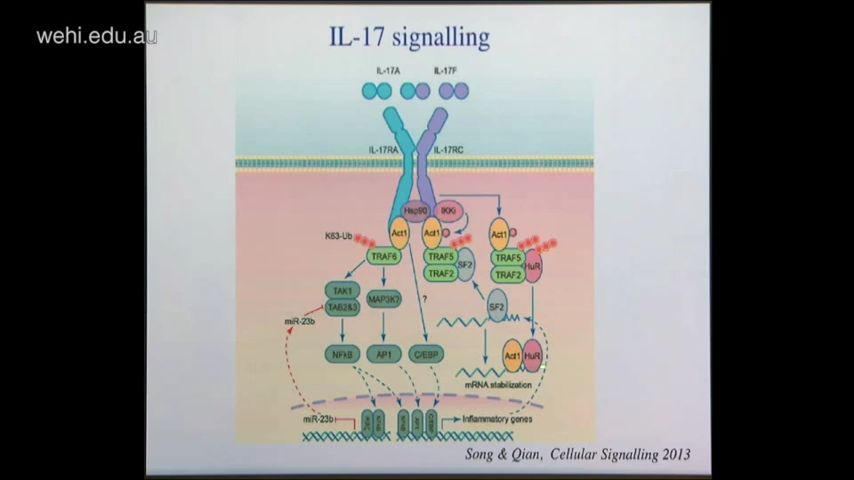 wehi.edu.au
IL-17 signalling
IL-17A
IL-17F
IL-17RA
IL-17RC
Hsp90
IKKi
Act1
Act1
Act1
K63-Ub
TRAF6
TRAF5
TRAF2
SF2
TRAF5
TRAF2
HuR
TAK1
TAB2&3
MAP3K?
?
miR-23b
SF2
NFkB
AP1
C/EBP
Act1
HuR
mRNA stabilization
miR-23b
Inflammatory genes
Song & Qian, Cellular Signalling 2013